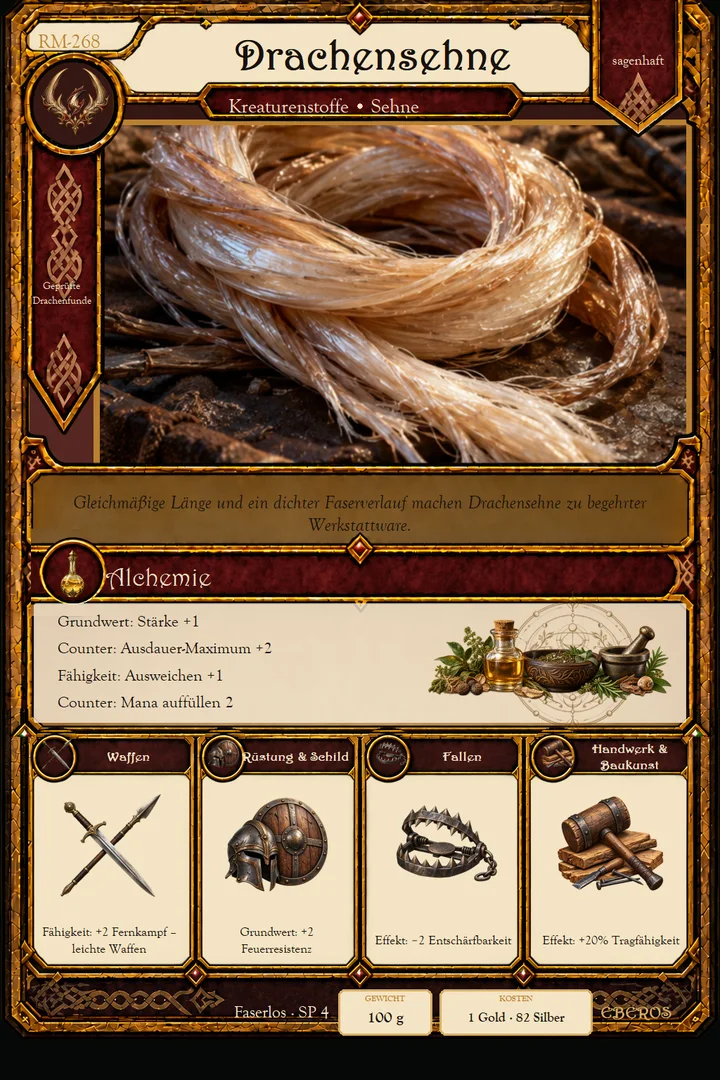 RM-268
Drachensehne
sagenhaft
Kreaturenstoffe • Sehne
Geprüfte
Drachenfunde
Gleichmäßige Länge und ein dichter Faserverlauf machen Drachensehne zu begehrter
Werkstattware.
Alchemie
Grundwert: Stärke +1
Counter: Ausdauer-Maximum +2
Fähigkeit: Ausweichen +1
Counter: Mana auffüllen 2
Waffen
Fähigkeit: +2 Fernkampf –
leichte Waffen
Rüstung & Schild
Grundwert: +2
Feuerresistenz
Fallen
Effekt: −2 Entschärfbarkeit
Handwerk &
Baukunst
Effekt: +20% Tragfähigkeit
Faserlos · SP 4
GEWICHT
100 g
KOSTEN
1 Gold · 82 Silber
EBEROS